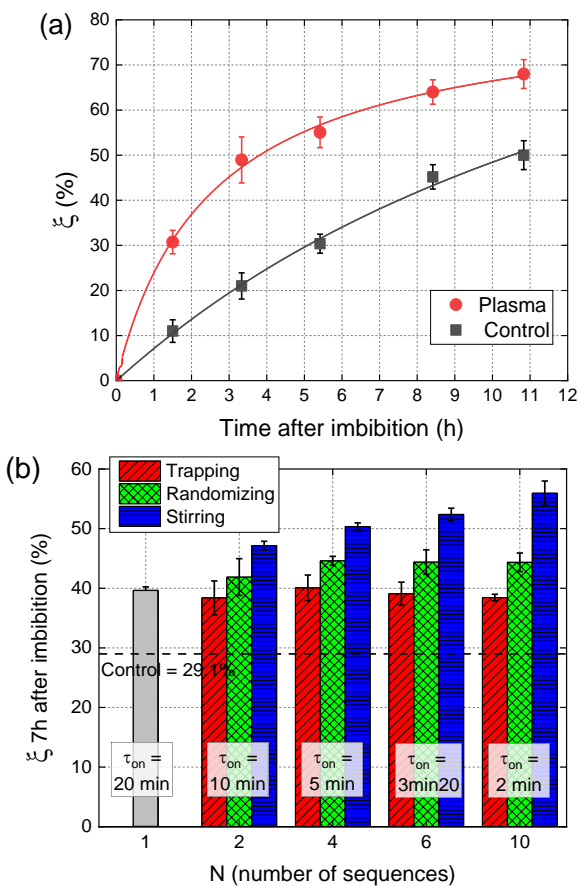 (a)
80
70
60
50
40
30
20
10
0
ξ (%)
Plasma
Control
0 1 2 3 4 5 6 7 8 9 10 11 12
Time after imbibition (h)
(b)
60
50
40
30
20
10
0
ξ 7h after imbibition (%)
Trapping
Randomizing
Stirring
Control = 29.1%
τon =
20 min
τon =
10 min
τon =
5 min
τon =
3min20
τon =
2 min
1 2 4 6 10
N (number of sequences)